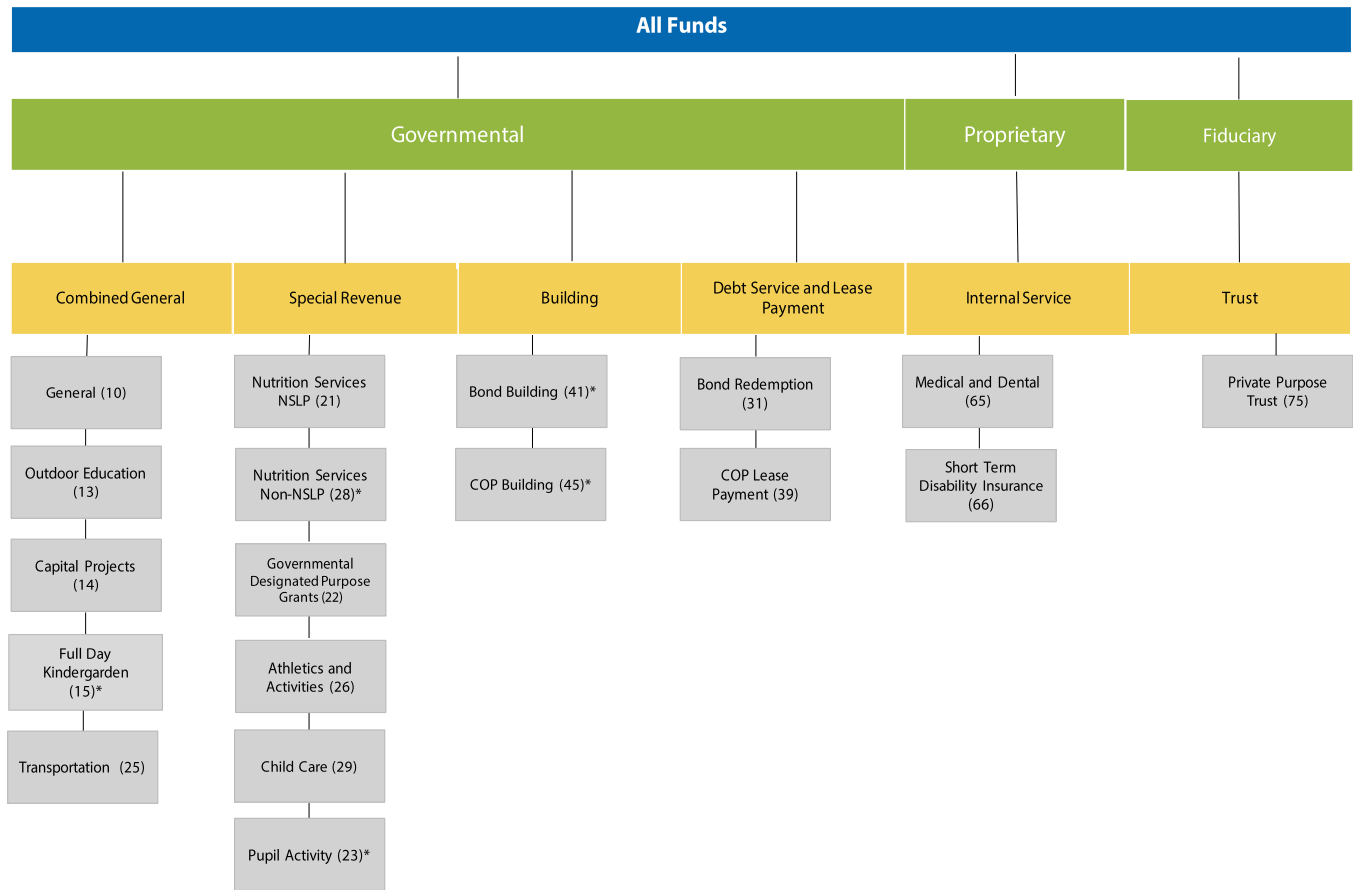 All Funds
Governmental
Proprietary
Fiduciary
Combined General
Special Revenue
Building
Debt Service and Lease
Payment
Internal Service
Trust
General (10)
Outdoor Education
(13)
Capital Projects
(14)
Full Day
Kindergarden
(15)*
Transportation (25)
Nutrition Services
NSLP (21)
Nutrition Services
Non-NSLP (28)*
Governmental
Designated Purpose
Grants (22)
Athletics and
Activities (26)
Child Care (29)
Pupil Activity (23)*
Bond Building (41)*
COP Building (45)*
Bond Redemption
(31)
COP Lease
Payment (39)
Medical and Dental
(65)
Short Term
Disability Insurance
(66)
Private Purpose
Trust (75)